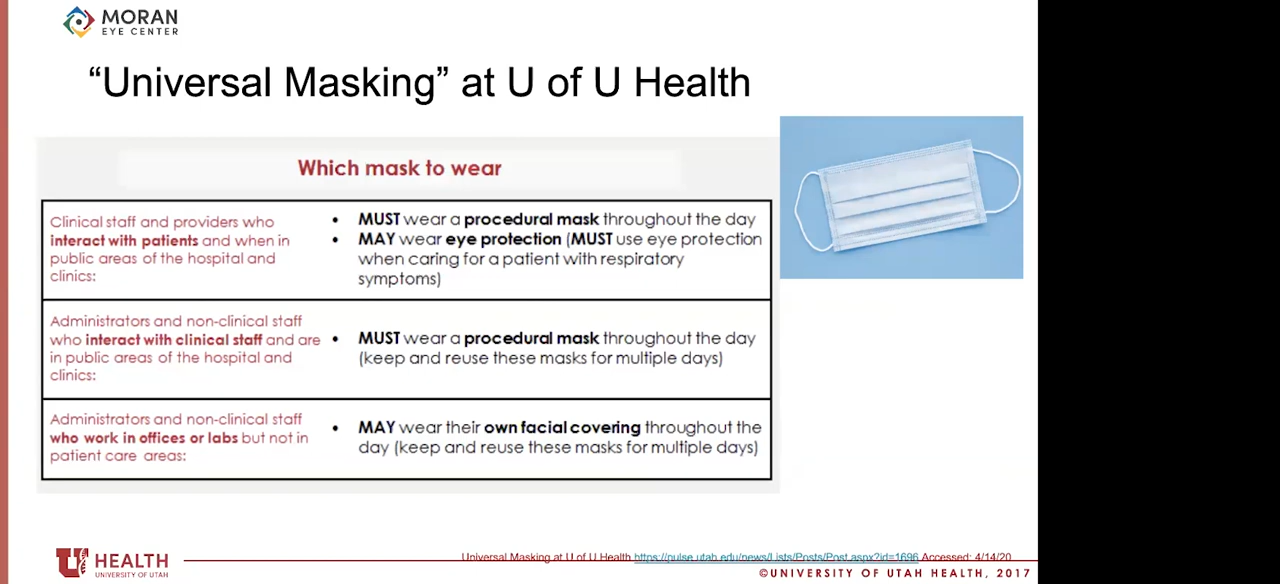 MORAN
EYE CENTER
“Universal Masking” at U of U Health
Which mask to wear
Clinical staff and providers who
interact with patients and when in
public areas of the hospital and
clinics:
• MUST wear a procedural mask throughout the day
• MAY wear eye protection (MUST use eye protection
when caring for a patient with respiratory
symptoms)
Administrators and non-clinical staff
who interact with clinical staff and are
in public areas of the hospital and
clinics:
• MUST wear a procedural mask throughout the day
(keep and reuse these masks for multiple days)
Administrators and non-clinical staff
who work in offices or labs but not in
patient care areas:
• MAY wear their own facial covering throughout the
day (keep and reuse these masks for multiple days)
U HEALTH
UNIVERSITY OF UTAH
Universal Masking at U of U Health https://pulse.utah.edu/news/Lists/Posts/Post.aspx?id=1696 Accessed: 4/14/20
©UNIVERSITY OF UTAH HEALTH, 2017